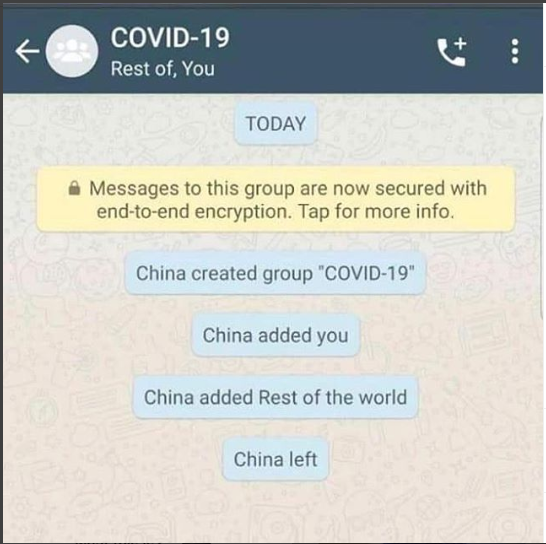 COVID-19
Rest of, You
TODAY
Messages to this group are now secured with
end-to-end encryption. Tap for more info.
China created group "COVID-19"
China added you
China added Rest of the world
China left